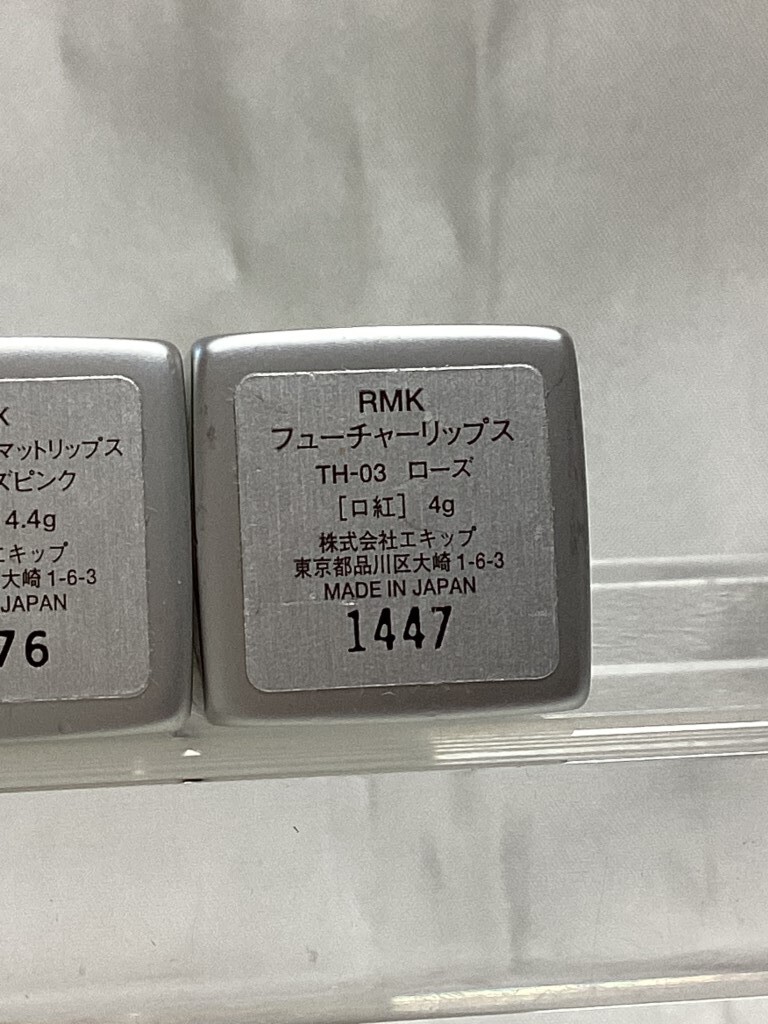 K
マットリップス
ズピンク
4.4g
エキップ
大崎1-6-3
JAPAN
76
RMK
フューチャーリップス
TH-03 ローズ
[口紅] 4g
株式会社エキップ
東京都品川区大崎1-6-3
MADE IN JAPAN
1447